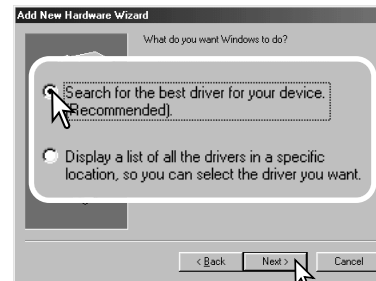 Add New Hardware Wizard
What do you want Windows to do?
Search for the best driver for your device.
(Recommended).
Display a list of all the drivers in a specific
location, so you can select the driver you want.
< Back Next > Cancel